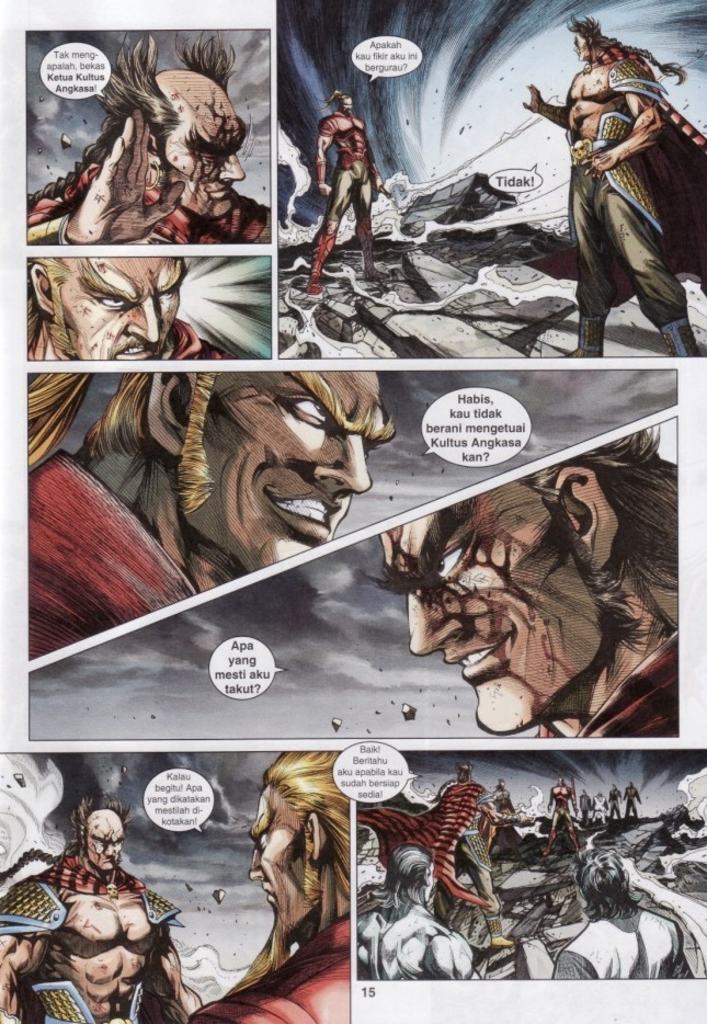 Tak meng-
apalah, bekas
Ketua Kultus
Angkasa!
Apakah
kau fikir aku ini
bergurau?
Tidak!
Habis,
kau tidak
berani mengetuai
Kultus Angkasa
kan?
Apa
yang
mesti aku
takut?
Kalau
begitu! Apa
yang dikatakan
mestilah di-
kotakan!
Baik!
Beritahu
aku apabila kau
sudah bersiap
sedia!
15